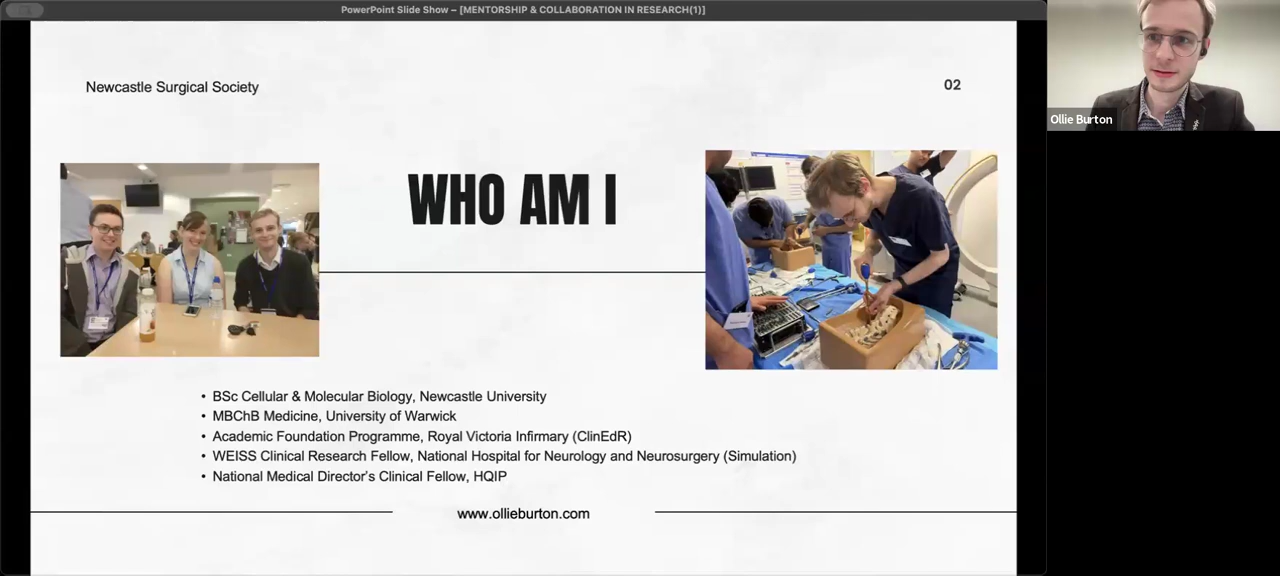 PowerPoint Slide Show – [MENTORSHIP & COLLABORATION IN RESEARCH(1)]
Newcastle Surgical Society
02
Ollie Burton
WHO AM I
• BSc Cellular & Molecular Biology, Newcastle University
• MBChB Medicine, University of Warwick
• Academic Foundation Programme, Royal Victoria Infirmary (ClinEdR)
• WEISS Clinical Research Fellow, National Hospital for Neurology and Neurosurgery (Simulation)
• National Medical Director's Clinical Fellow, HQIP
www.ollieburton.com